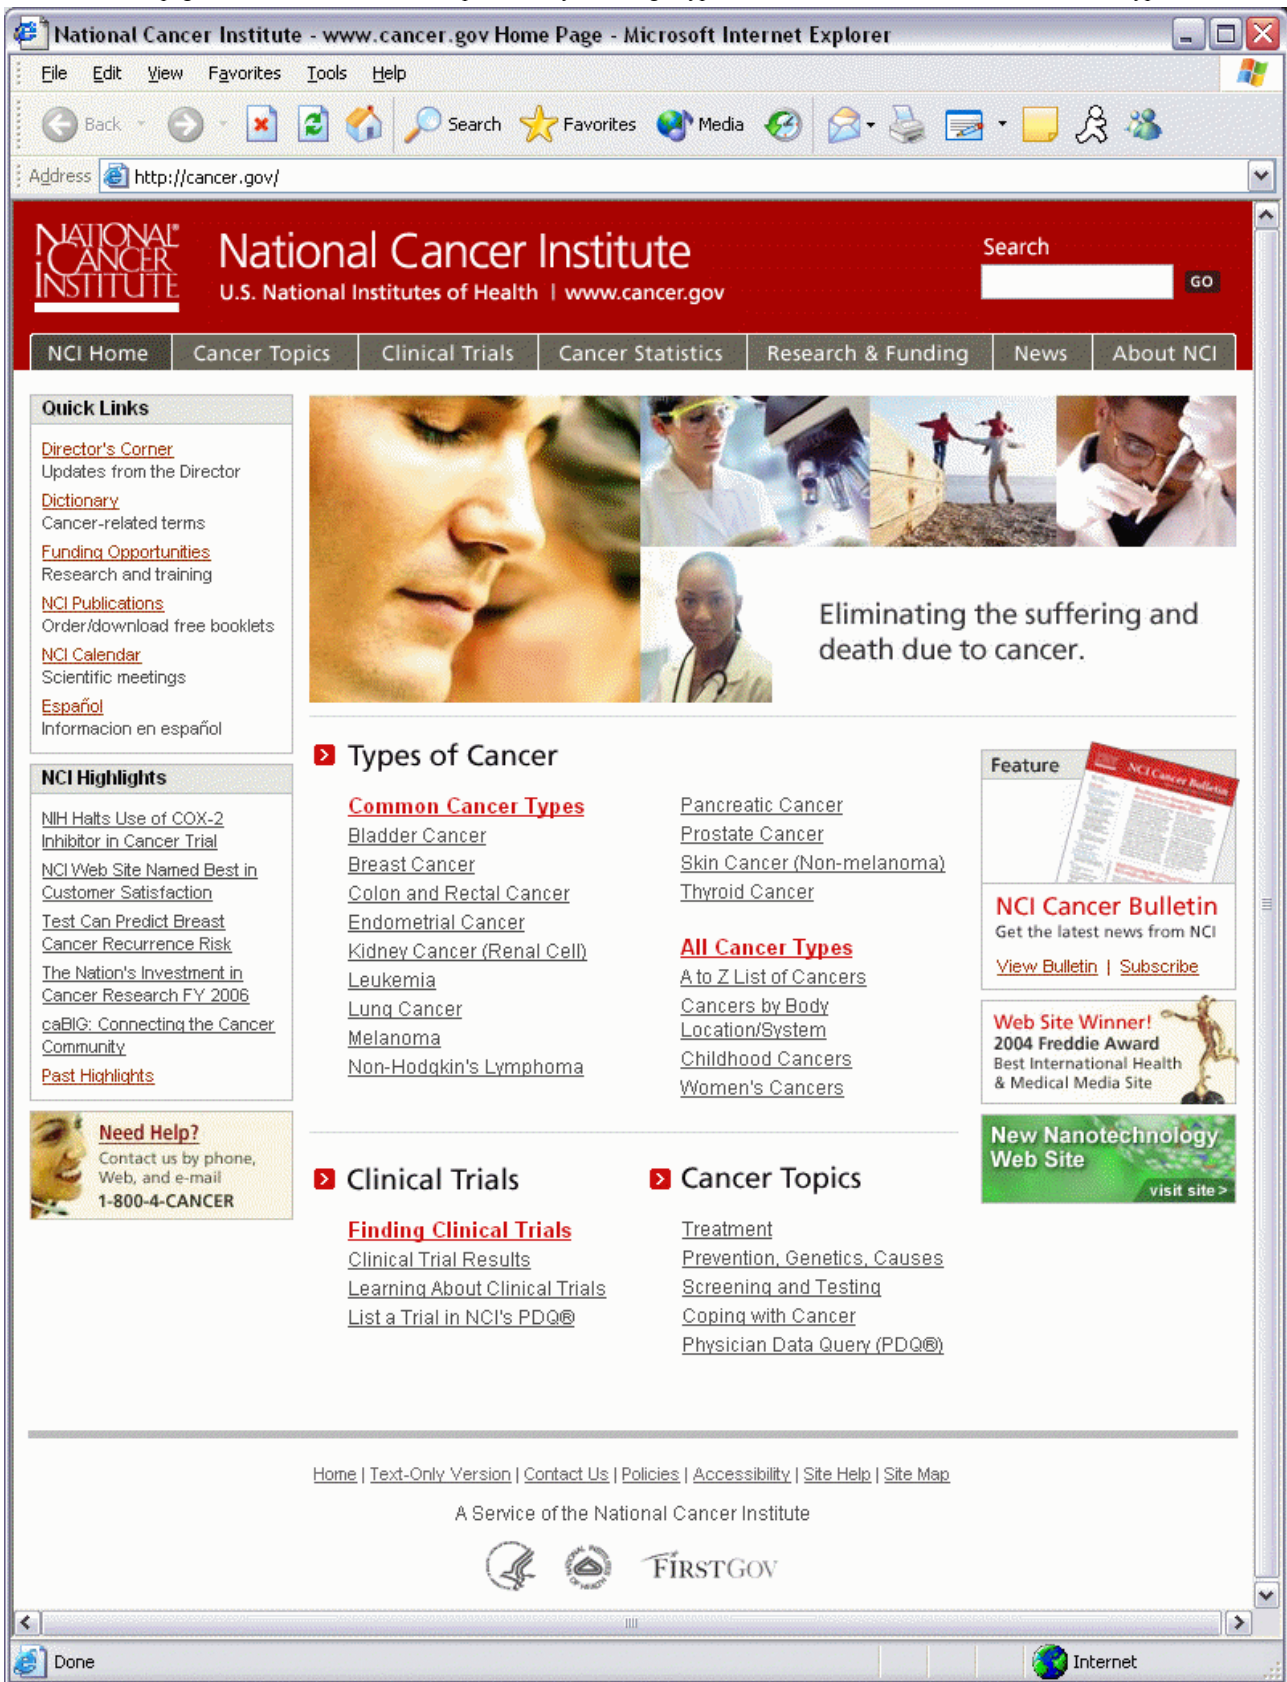 National Cancer Institute - www.cancer.gov Home Page - Microsoft Internet Explorer
File Edit View Favorites Tools Help
Back Search Favorites Media
Address http://cancer.gov/
NATIONAL®
CANCER
INSTITUTE
National Cancer Institute
U.S. National Institutes of Health | www.cancer.gov
Search
GO
NCI Home Cancer Topics Clinical Trials Cancer Statistics Research & Funding News About NCI
Quick Links
Director's Corner
Updates from the Director
Dictionary
Cancer-related terms
Funding Opportunities
Research and training
NCI Publications
Order/download free booklets
NCI Calendar
Scientific meetings
Español
Informacion en español
NCI Highlights
NIH Halts Use of COX-2
Inhibitor in Cancer Trial
NCI Web Site Named Best in
Customer Satisfaction
Test Can Predict Breast
Cancer Recurrence Risk
The Nation's Investment in
Cancer Research FY 2006
caBIG: Connecting the Cancer
Community
Past Highlights
Need Help?
Contact us by phone,
Web, and e-mail
1-800-4-CANCER
Eliminating the suffering and
death due to cancer.
Types of Cancer
Common Cancer Types
Bladder Cancer
Breast Cancer
Colon and Rectal Cancer
Endometrial Cancer
Kidney Cancer (Renal Cell)
Leukemia
Lung Cancer
Melanoma
Non-Hodgkin's Lymphoma
Pancreatic Cancer
Prostate Cancer
Skin Cancer (Non-melanoma)
Thyroid Cancer
All Cancer Types
A to Z List of Cancers
Cancers by Body
Location/System
Childhood Cancers
Women's Cancers
Clinical Trials
Finding Clinical Trials
Clinical Trial Results
Learning About Clinical Trials
List a Trial in NCI's PDQ®
Cancer Topics
Treatment
Prevention, Genetics, Causes
Screening and Testing
Coping with Cancer
Physician Data Query (PDQ®)
Feature
NCI Cancer Bulletin
NCI Cancer Bulletin
Get the latest news from NCI
View Bulletin | Subscribe
Web Site Winner!
2004 Freddie Award
Best International Health
& Medical Media Site
New Nanotechnology
Web Site
visit site >
Home | Text-Only Version | Contact Us | Policies | Accessibility | Site Help | Site Map
A Service of the National Cancer Institute
FIRSTGOV
Done Internet